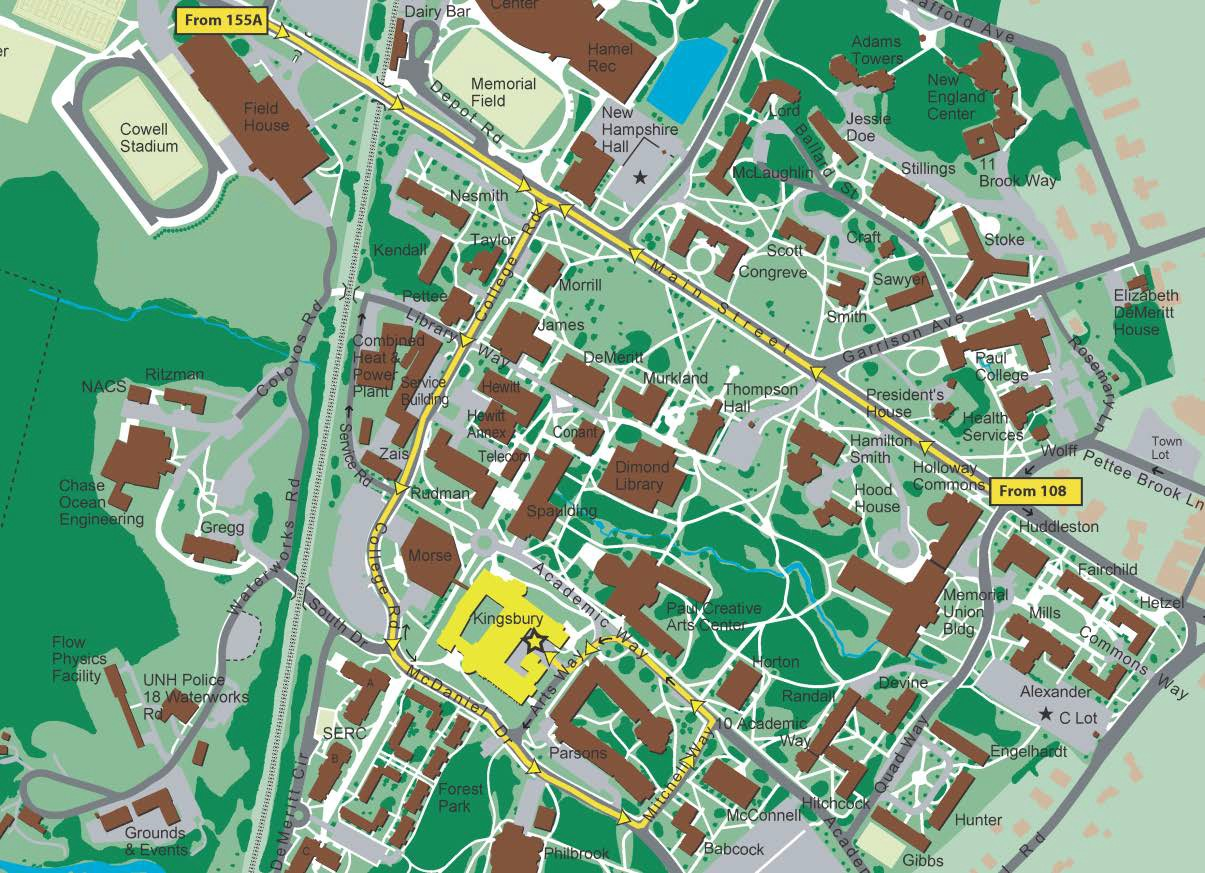 From 155A
Dairy Bar
Center
Hamel
Rec
Memorial
Field
Depot Rd
Field
House
Cowell
Stadium
er
New
Hampshire
Hall
Adams
Towers
New
England
Center
Lord
Jessie
Doe
Ballard St
McLaughlin
Stillings
11
Brook Way
Nesmith
Kendall
Taylor
College Rd
Pettee
Morrill
Main Street
Scott
Congreve
Craft
Stoke
Sawyer
Smith
Garrison Ave
Elizabeth
DeMeritt
House
Rosemary Ln
Library Way
James
Combined
Heat &
Power
Plant
Service
Building
Colovos Rd
NACS
Ritzman
DeMeritt
Murkland
Hewitt
Hewitt
Annex
Conant
Thompson
Hall
President's
House
Paul
College
Health
Services
Wolff
Pettee Brook Ln
Town
Lot
Hamilton
Smith
Holloway
Commons
From 108
Service Rd
Zais
Telecom
Rudman
Dimond
Library
Spaulding
Hood
House
Huddleston
Fairchild
Hetzel
Chase
Ocean
Engineering
Gregg
Waterworks Rd
College Rd
Morse
Kingsbury
Academic Way
Paul Creative
Arts Center
Memorial
Union
Bldg
Mills
Commons Way
South Dr
Flow
Physics
Facility
UNH Police
18 Waterworks
Rd
A
McDaniel Dr
Arts Way
Horton
Randall
Devine
Alexander
C Lot
10 Academic
Way
Quad Way
Engelhardt
SERC
B
Parsons
Mitchell Way
Forest
Park
McConnell
Hitchcock
Hunter
DeMeritt Cir
Grounds
& Events
C
Philbrook
Babcock
Gibbs